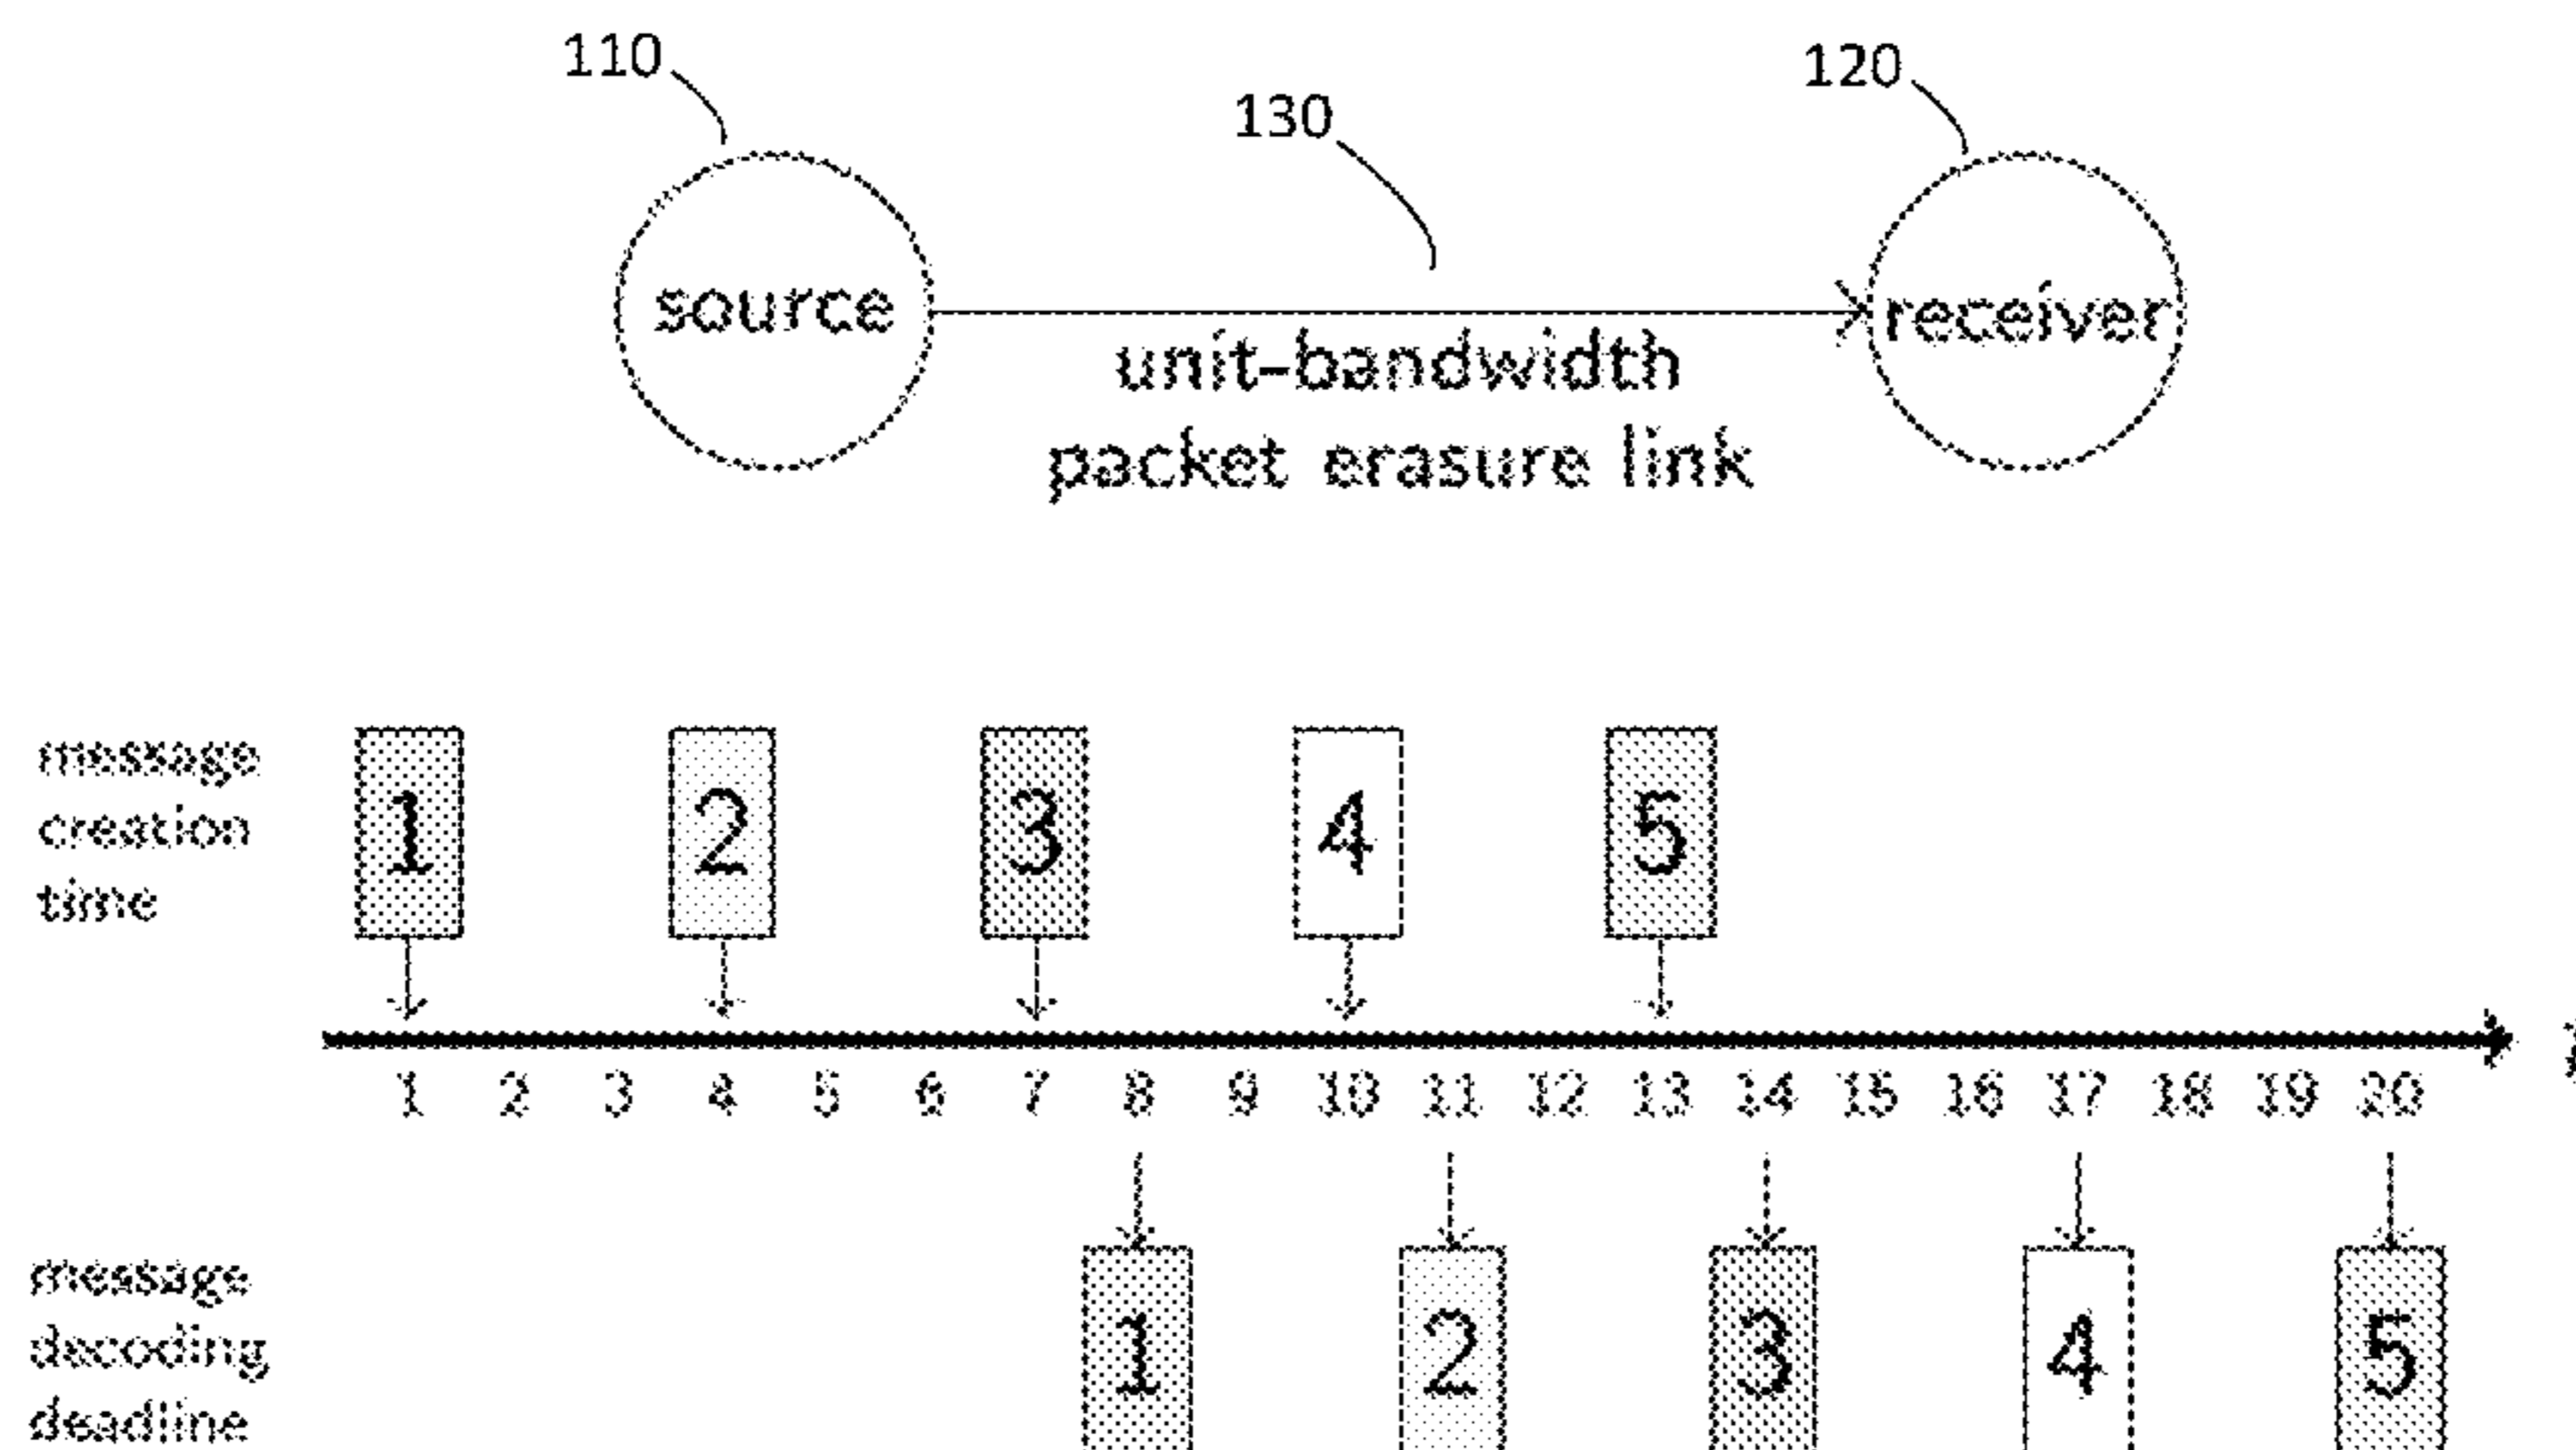 110
120
130
source
receiver
unit-bandwidth
packet erasure link
message
creation
time
1 2 3 4 5
1 2 3 4 5 6 7 8 9 10 11 12 13 14 15 16 17 18 19 20
message
decoding
deadline
1 2 3 4 5